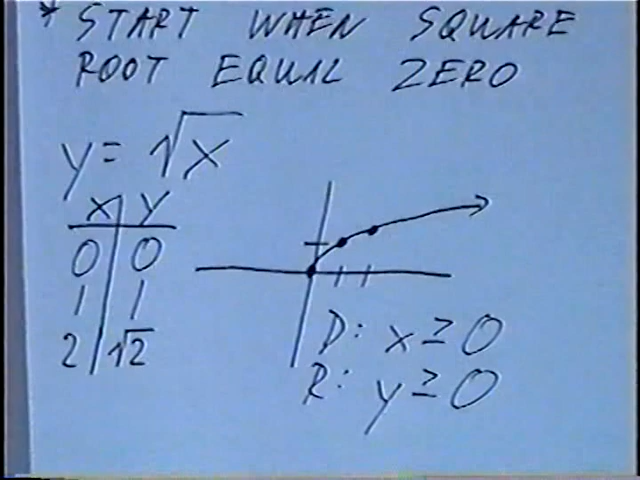 * START WHEN SQUARE
ROOT EQUAL ZERO
y = √x
x y
0 0
1 1
2 √2
D: x ≥ 0
R: y ≥ 0